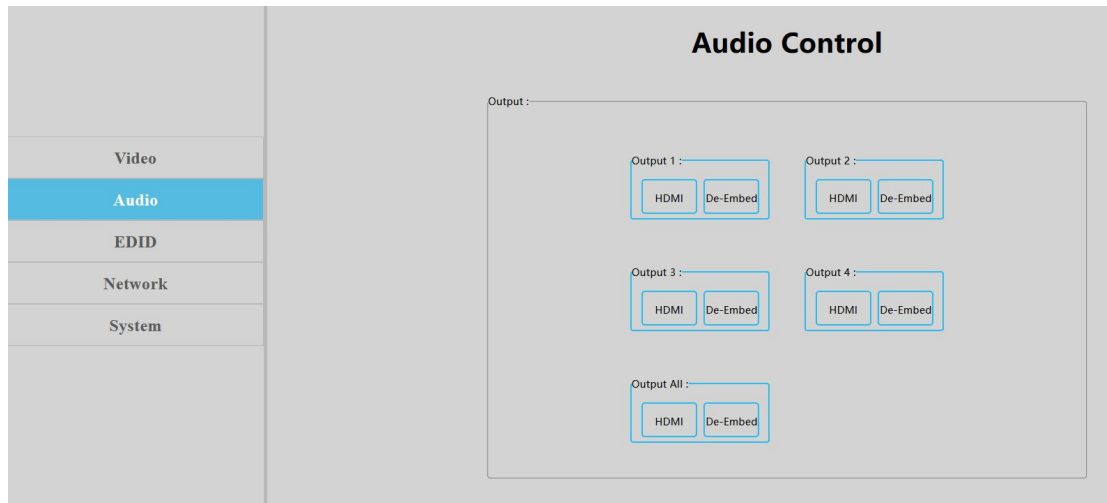 Audio Control
Video
Audio
EDID
Network
System
Output :
Output 1 :
HDMI
De-Embed
Output 2 :
HDMI
De-Embed
Output 3 :
HDMI
De-Embed
Output 4 :
HDMI
De-Embed
Output All :
HDMI
De-Embed